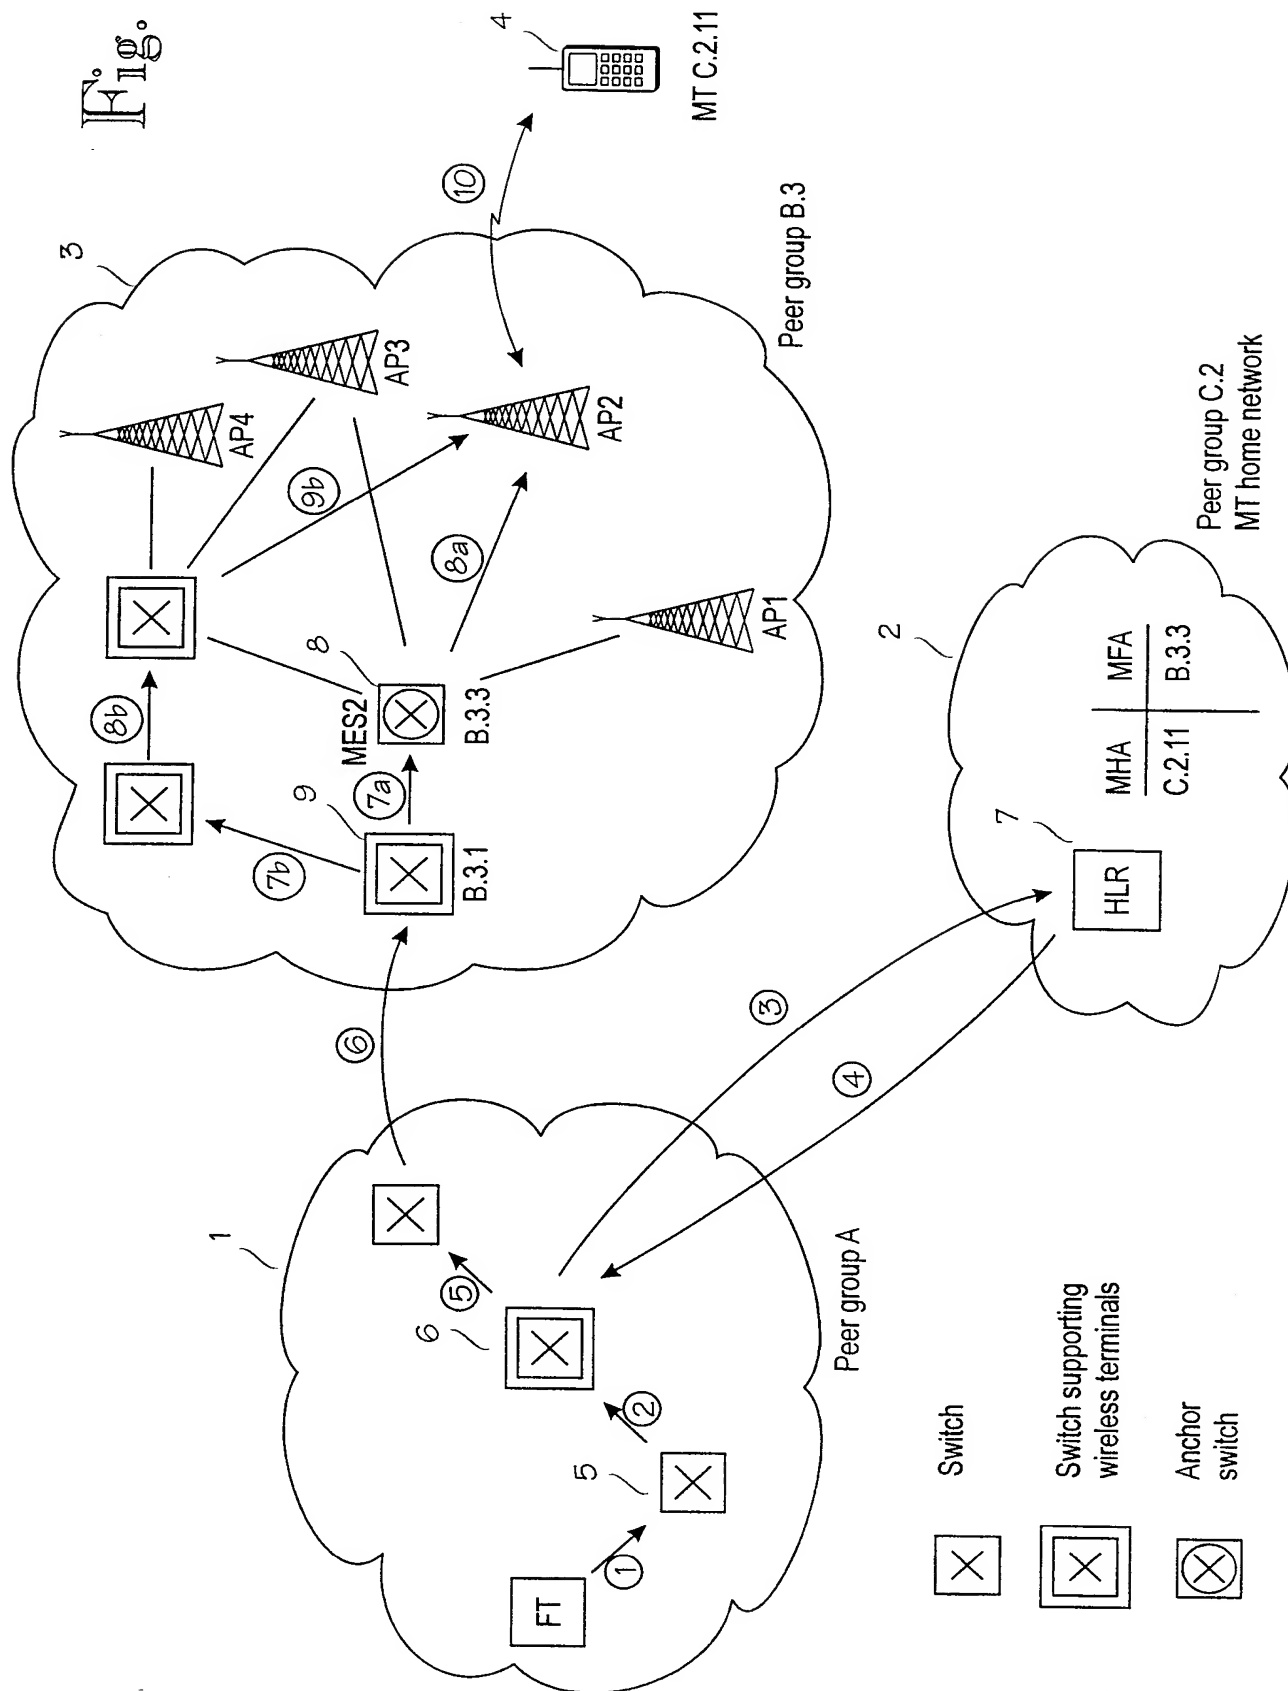 Fig.
1
FT
①
5
②
6
⑤
Peer group A
⑥
③
④
3
9
B.3.1
7a
7b
8b
MES2
8
B.3.3
8a
9b
AP4
AP3
AP2
AP1
Peer group B.3
⑩
4
MT C.2.11
2
7
HLR
MHA MFA
C.2.11 B.3.3
Peer group C.2
MT home network
Switch
Switch supporting
wireless terminals
Anchor
switch